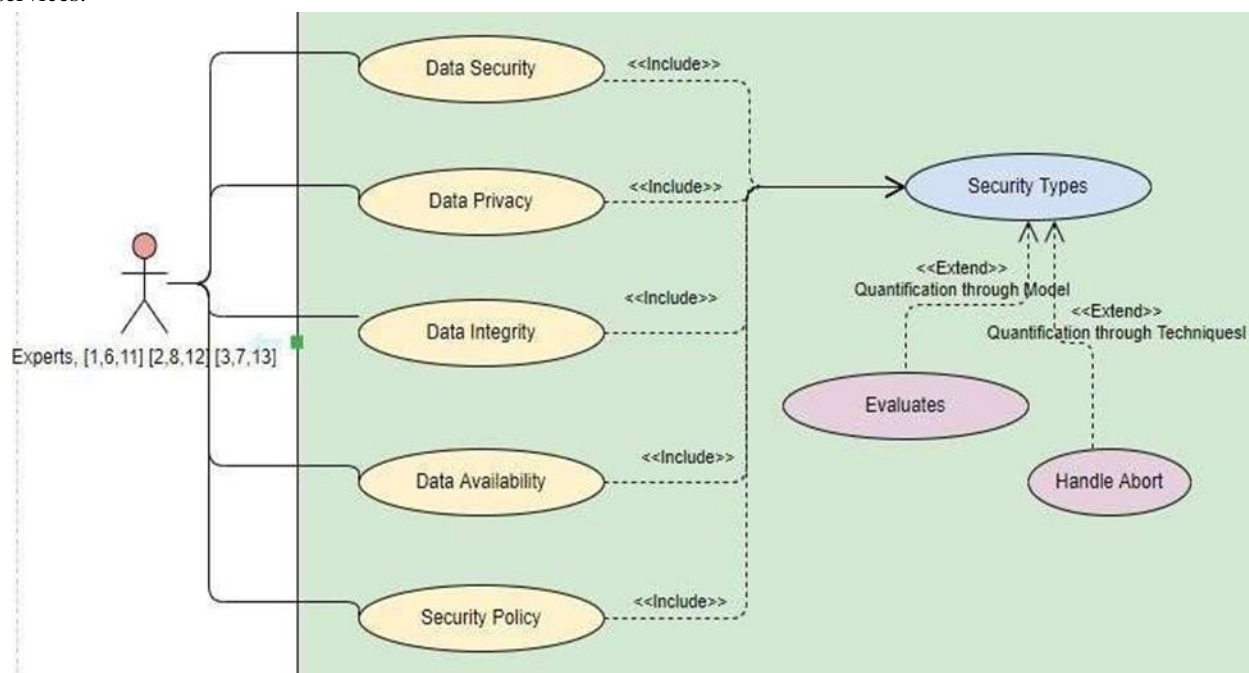 Data Security
<<Include>>
Data Privacy
<<Include>>
Security Types
<<Extend>>
Quantification through Model
Data Integrity
<<Include>>
<<Extend>>
Quantification through Techniquesl
Experts, [1,6,11] [2,8,12] [3,7,13]
Evaluates
Data Availability
<<Include>>
Handle Abort
Security Policy
<<Include>>